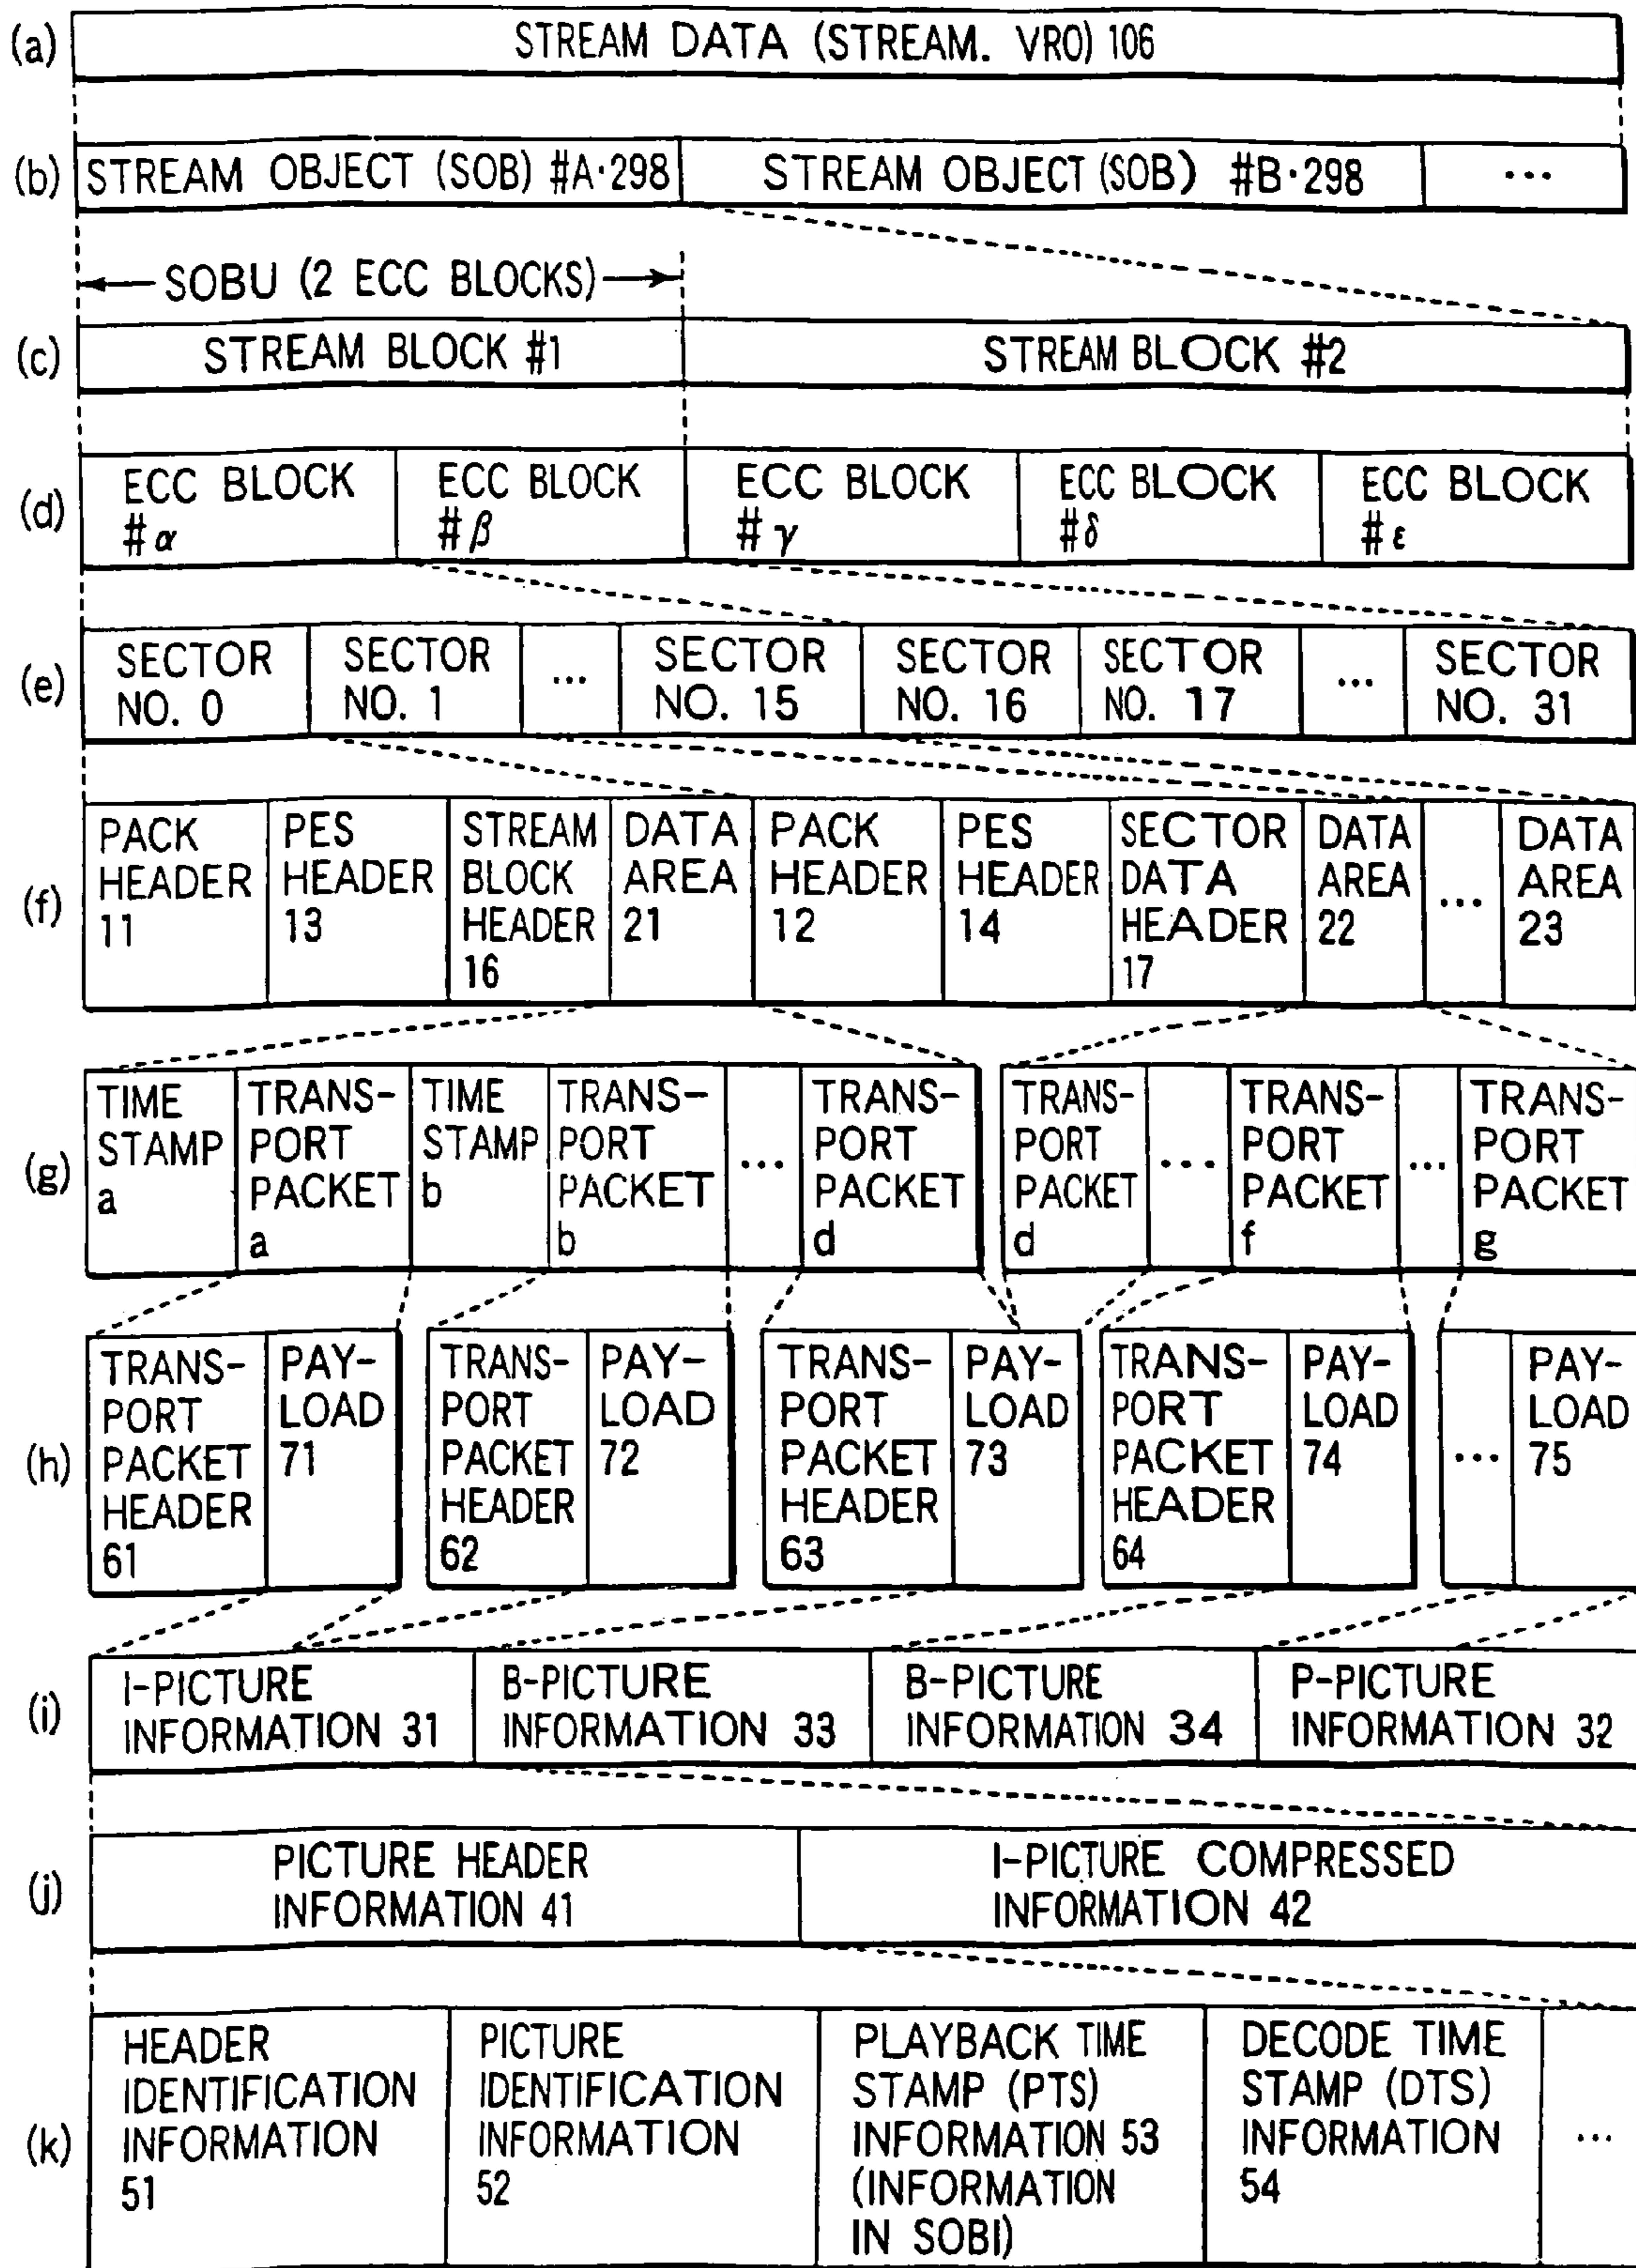 (a) STREAM DATA (STREAM. VRO) 106
(b) STREAM OBJECT (SOB) #A·298 STREAM OBJECT (SOB) #B·298 ...
SOBU (2 ECC BLOCKS)
(c) STREAM BLOCK #1 STREAM BLOCK #2
(d)
ECC BLOCK
#α
ECC BLOCK
#β
ECC BLOCK
#γ
ECC BLOCK
#δ
ECC BLOCK
#ε
(e)
SECTOR
NO. 0
SECTOR
NO. 1
...
SECTOR
NO. 15
SECTOR
NO. 16
SECTOR
NO. 17
...
SECTOR
NO. 31
(f)
PACK
HEADER
11
PES
HEADER
13
STREAM
BLOCK
HEADER
16
DATA
AREA
21
PACK
HEADER
12
PES
HEADER
14
SECTOR
DATA
HEADER
17
DATA
AREA
22
...
DATA
AREA
23
(g)
TIME
STAMP
a
TRANS-
PORT
PACKET
a
TIME
STAMP
b
TRANS-
PORT
PACKET
b
...
TRANS-
PORT
PACKET
d
TRANS-
PORT
PACKET
d
...
TRANS-
PORT
PACKET
f
...
TRANS-
PORT
PACKET
g
(h)
TRANS-
PORT
PACKET
HEADER
61
PAY-
LOAD
71
TRANS-
PORT
PACKET
HEADER
62
PAY-
LOAD
72
TRANS-
PORT
PACKET
HEADER
63
PAY-
LOAD
73
TRANS-
PORT
PACKET
HEADER
64
PAY-
LOAD
74
...
PAY-
LOAD
75
(i)
I-PICTURE
INFORMATION 31
B-PICTURE
INFORMATION 33
B-PICTURE
INFORMATION 34
P-PICTURE
INFORMATION 32
(j)
PICTURE HEADER
INFORMATION 41
I-PICTURE COMPRESSED
INFORMATION 42
(k)
HEADER
IDENTIFICATION
INFORMATION
51
PICTURE
IDENTIFICATION
INFORMATION
52
PLAYBACK TIME
STAMP (PTS)
INFORMATION 53
(INFORMATION
IN SOBI)
DECODE TIME
STAMP (DTS)
INFORMATION
54
...